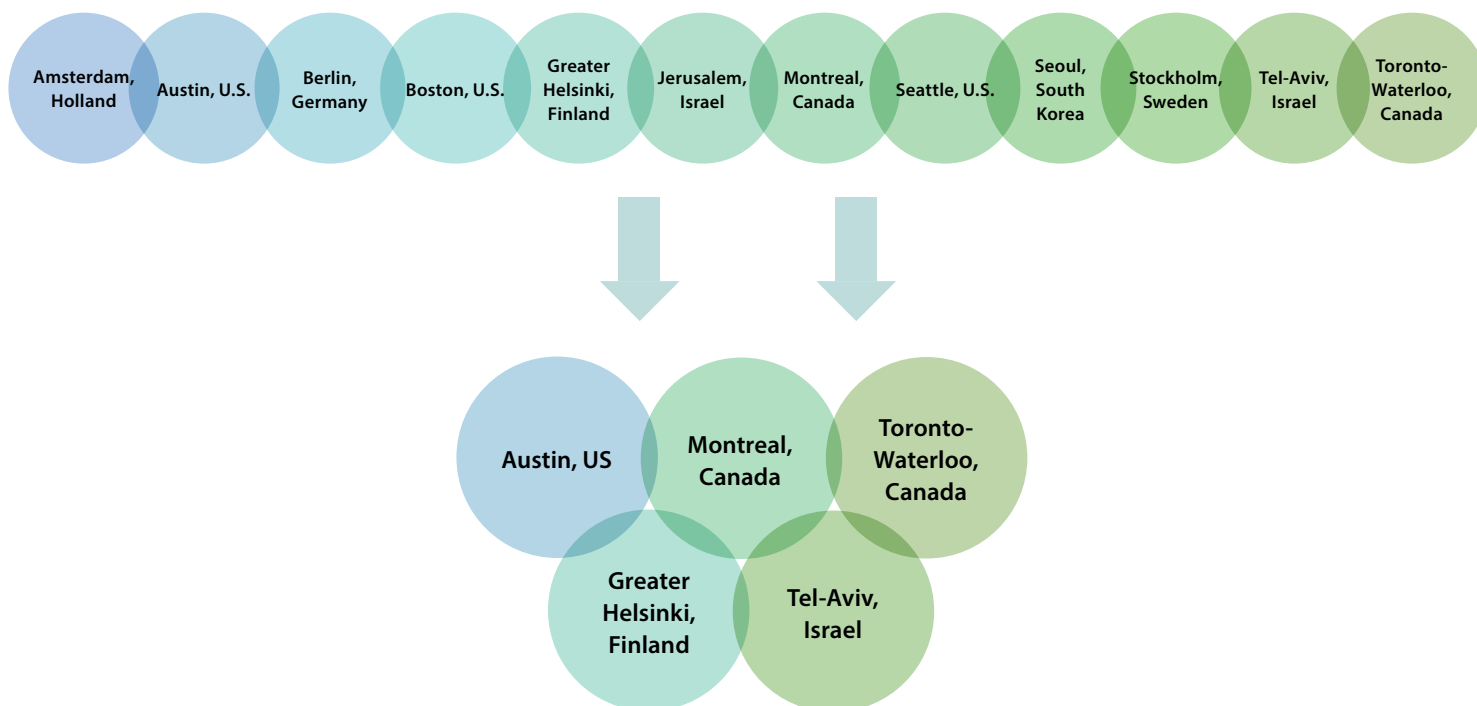 Amsterdam,
Holland
Austin, U.S.
Berlin,
Germany
Boston, U.S.
Greater
Helsinki,
Finland
Jerusalem,
Israel
Montreal,
Canada
Seattle, U.S.
Seoul,
South
Korea
Stockholm,
Sweden
Tel-Aviv,
Israel
Toronto-
Waterloo,
Canada
Austin, US
Montreal,
Canada
Toronto-
Waterloo,
Canada
Greater
Helsinki,
Finland
Tel-Aviv,
Israel